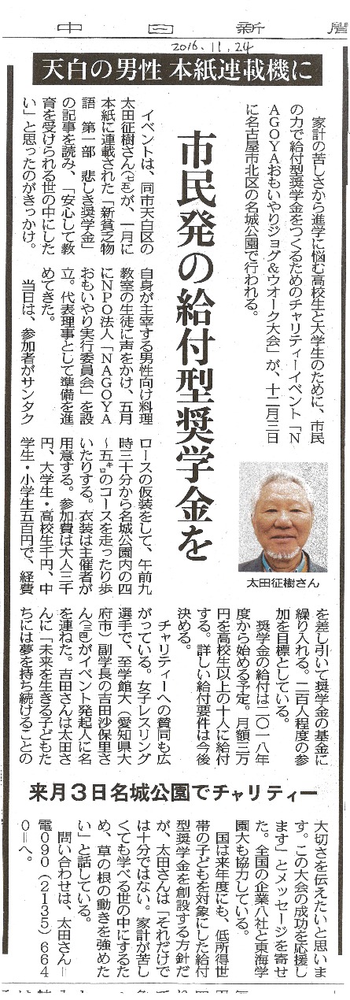 中日新聞
2016.11.24
天白の男性 本紙連載機に
市民発の給付型奨学金を
家計の苦しさから進学に悩む高校生と大学生のために、市民
の力で給付型奨学金をつくるためのチャリティーイベント「N
AGOYAおもいやりジョグ&ウオーク大会」が、十二月三日
に名古屋市北区の名城公園で行われる。
イベントは、同市天白区の
太田征樹さん(七五)が、一月に
本紙に連載された「新貧乏物
語 第一部 悲しき奨学金」
の記事を読み、「安心して教
育を受けられる世の中にした
い」と思ったのがきっかけ。
自身が主宰する男性向け料理
教室の生徒に声をかけ、五月
にNPO法人「NAGOYA
おもいやり実行委員会」を設
立。代表理事として準備を進
めてきた。
当日は、参加者がサンタク
ロースの仮装をして、午前九
時三十分から名城公園内の四
~五㌔のコースを走ったり歩
いたりする。衣装は主催者が
用意する。参加費は大人三千
円、大学生・高校生千円、中
学生・小学生五百円で、経費
太田征樹さん
を差し引いて奨学金の基金に
繰り入れる。二百人程度の参
加を目標としている。
奨学金の給付は二〇一八年
度から始める予定。月額三万
円を高校生以上の十人に給付
する。詳しい給付要件は今後
決める。
チャリティーへの賛同も広
がっている。女子レスリング
選手で、至学館大(愛知県大
府市)副学長の吉田沙保里さ
ん(三四)がイベント発起人に名
を連ねた。吉田さんは太田さ
んに「未来を生きる子どもた
ちには夢を持ち続けることの
来月3日名城公園でチャリティー
大切さを伝えたいと思いま
す。この大会の成功を応援し
ます」とメッセージを寄せ
た。全国の企業八社と東海学
園大も協力している。
国は来年度にも、低所得世
帯の子どもを対象にした給付
型奨学金を創設する方針だ
が、太田さんは「それだけで
は十分ではない。家計が苦し
くても学べる世の中にするた
め、草の根の動きを強めた
い」と話している。
問い合わせは、太田さん=
電090(2135)664
0=へ。